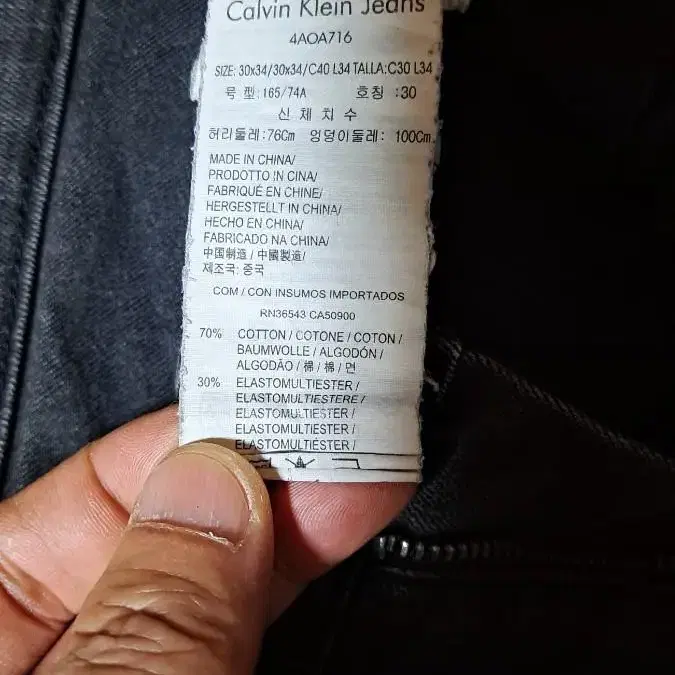 Calvin Klein Jeans
4AOA716
SIZE: 30x34/30x34/C40 L34 TALLA:C30 L34
号 型:165/74A 호칭 :30
신 체 치 수
허리둘레:76Cm 엉덩이둘레: 100Cm
MADE IN CHINA/
PRODOTTO IN CINA/
FABRIQUÉ EN CHINE/
HERGESTELLT IN CHINA/
HECHO EN CHINA/
FABRICADO NA CHINA/
中国制造/中國製造/
제조국: 중국
COM / CON INSUMOS IMPORTADOS
RN36543 CA50900
70% COTTON / COTONE / COTON /
BAUMWOLLE / ALGODÓN /
ALGODÃO / 棉 / 棉 / 면
30% ELASTOMULTIESTER /
ELASTOMULTIESTERE /
ELASTOMULTIESTER /
ELASTOMULTIESTER /
ELASTOMULTIÉSTER /